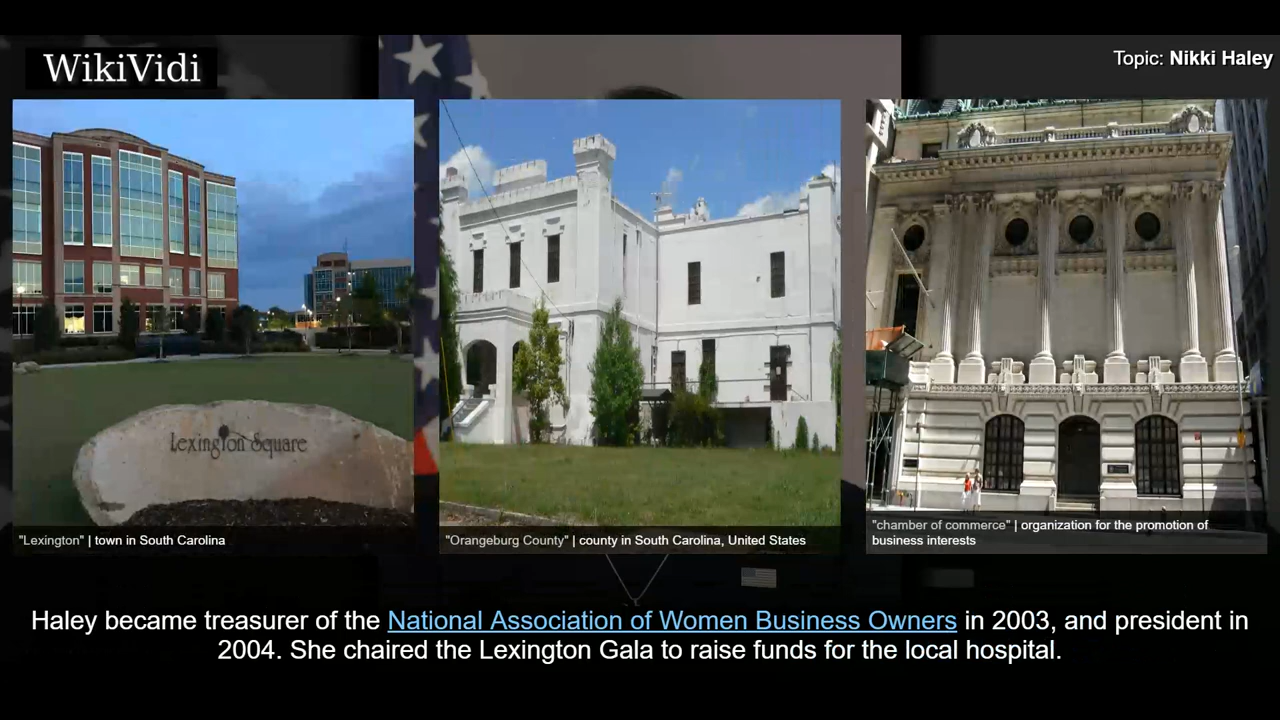 WikiVidi
Topic: Nikki Haley
Lexington Square
"Lexington" | town in South Carolina
"Orangeburg County" | county in South Carolina, United States
"chamber of commerce" | organization for the promotion of
business interests
Haley became treasurer of the National Association of Women Business Owners in 2003, and president in
2004. She chaired the Lexington Gala to raise funds for the local hospital.